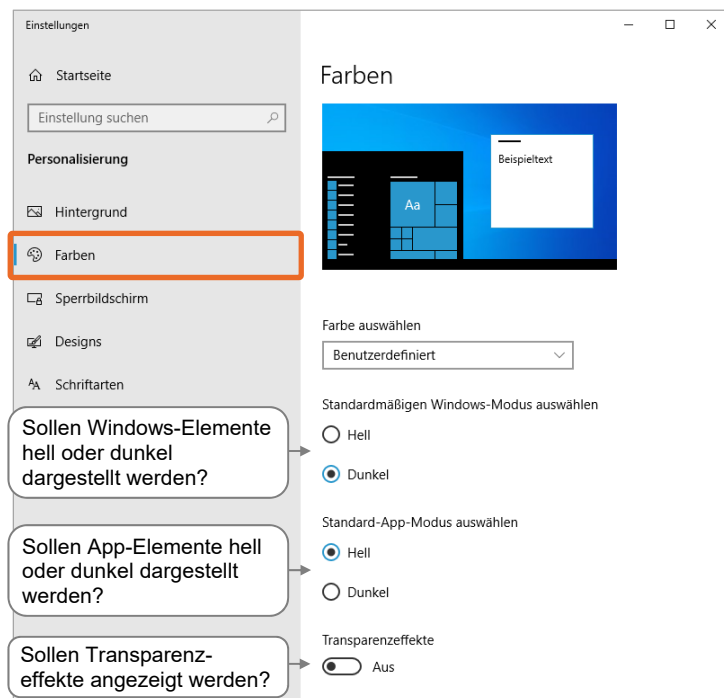 Einstellungen
Startseite
Einstellung suchen
Personalisierung
Hintergrund
Farben
Sperrbildschirm
Designs
Schriftarten
Sollen Windows-Elemente
hell oder dunkel
dargestellt werden?
Sollen App-Elemente hell
oder dunkel dargestellt
werden?
Sollen Transparenz-
effekte angezeigt werden?
Farben
Beispieltext
Aa
Farbe auswählen
Benutzerdefiniert
Standardmäßigen Windows-Modus auswählen
Hell
Dunkel
Standard-App-Modus auswählen
Hell
Dunkel
Transparenzeffekte
Aus